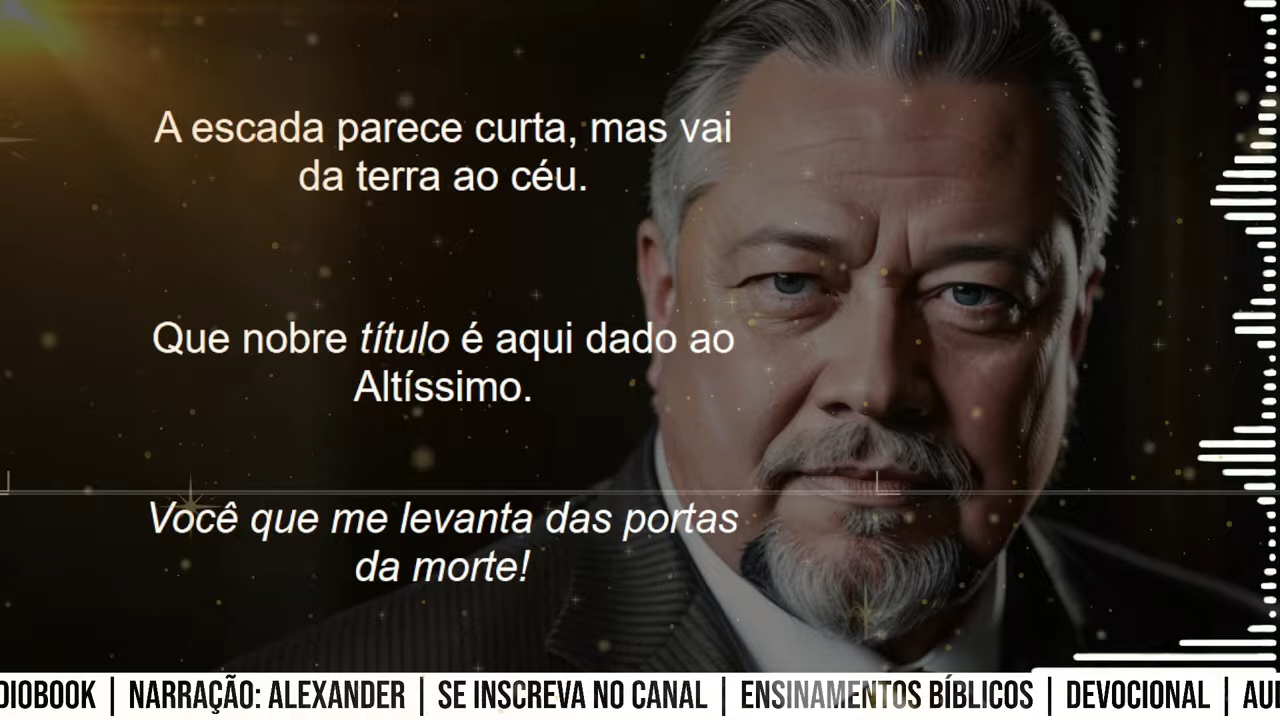 A escada parece curta, mas vai
da terra ao céu.
Que nobre título é aqui dado ao
Altíssimo.
Você que me levanta das portas
da morte!
DIOBOOK | NARRAÇÃO: ALEXANDER | SE INSCREVA NO CANAL | ENSINAMENTOS BÍBLICOS | DEVOCIONAL | AU